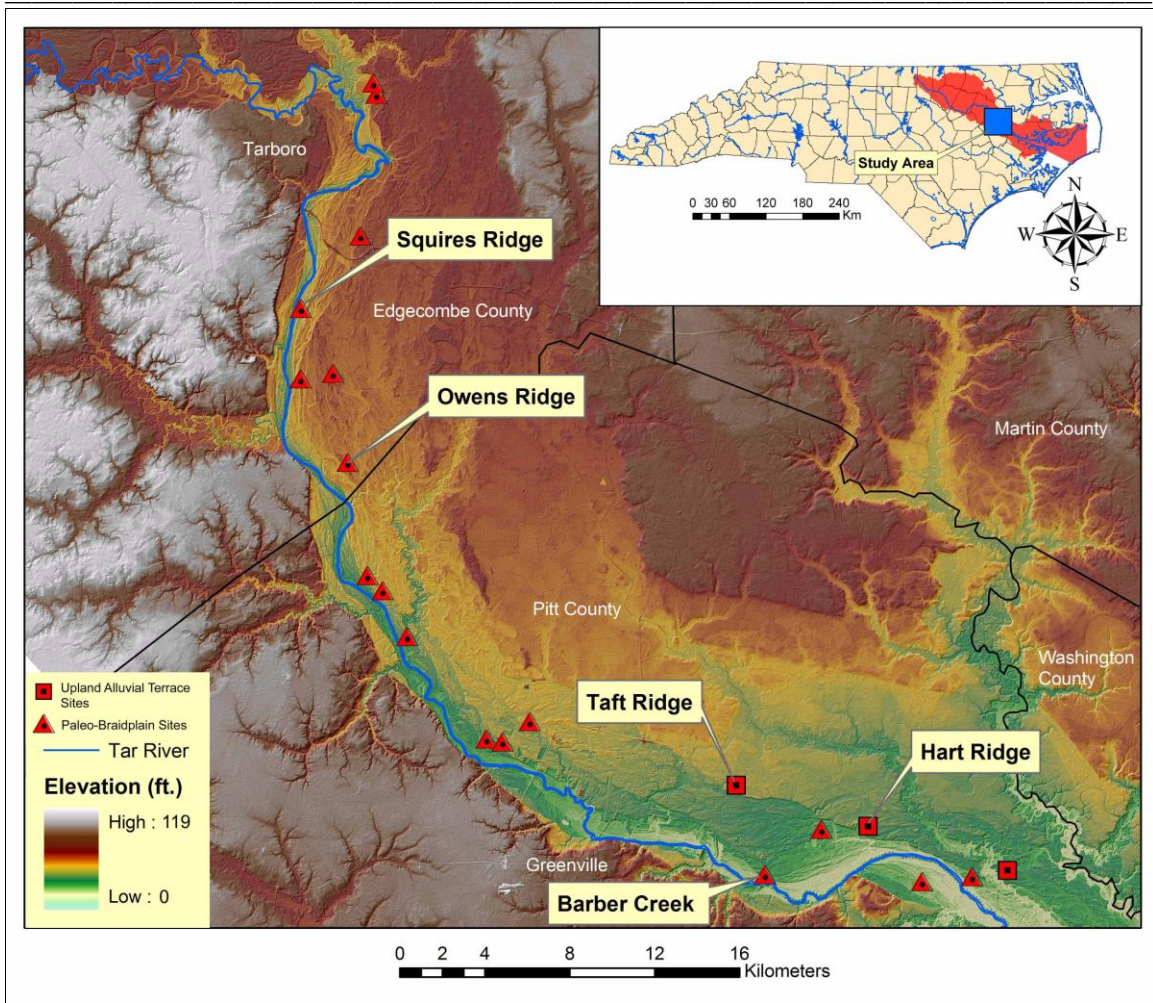 Tarboro
Squires Ridge
Edgecombe County
Owens Ridge
Martin County
Pitt County
Washington
County
Taft Ridge
Hart Ridge
Greenville
Barber Creek
Study Area
0 30 60 120 180 240
Km
N
W E
S
Upland Alluvial Terrace
Sites
Paleo-Braidplain Sites
Tar River
Elevation (ft.)
High : 119
Low : 0
0 2 4 8 12 16
Kilometers